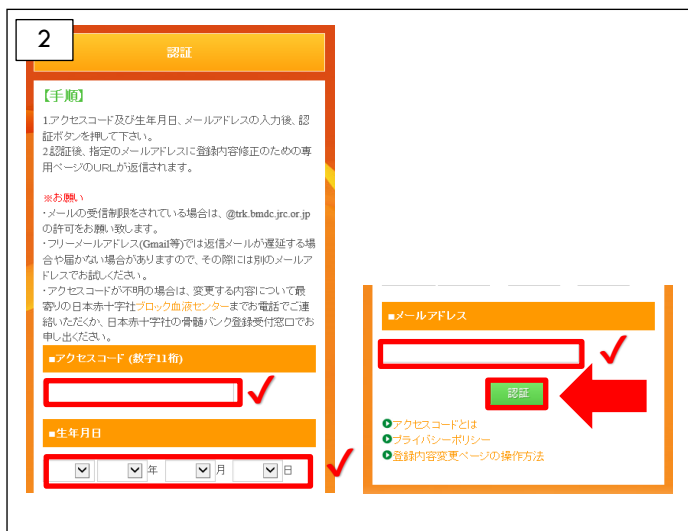 2
認証
【手順】
1.アクセスコード及び生年月日、メールアドレスの入力後、認
証ボタンを押して下さい。
2.認証後、指定のメールアドレスに登録内容修正のための専
用ページのURLが返信されます。
※お願い
・メールの受信制限をされている場合は、@trk.bmdc.jrc.or.jp
の許可をお願い致します。
・フリーメールアドレス(Gmail等)では返信メールが遅延する場
合や届かない場合がありますので、その際には別のメールア
ドレスでお試しください。
・アクセスコードが不明の場合は、変更する内容について最
寄りの日本赤十字社ブロック血液センターまでお電話でご連
絡いただくか、日本赤十字社の骨髄バンク登録受付窓口でお
申し出ください。
■アクセスコード (数字11桁)
■生年月日
年 月 日
■メールアドレス
認証
アクセスコードとは
プライバシーポリシー
登録内容変更ページの操作方法